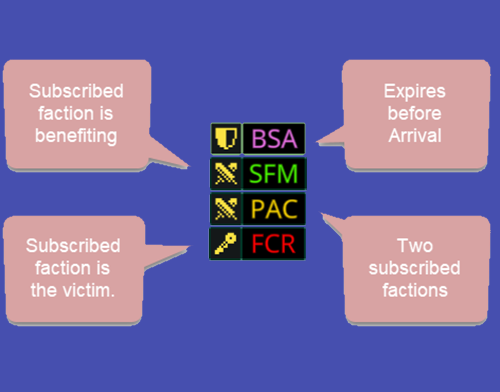 Subscribed
faction is
benefiting
Expires
before
Arrival
BSA
SFM
PAC
FCR
Subscribed
faction is
the victim.
Two
subscribed
factions